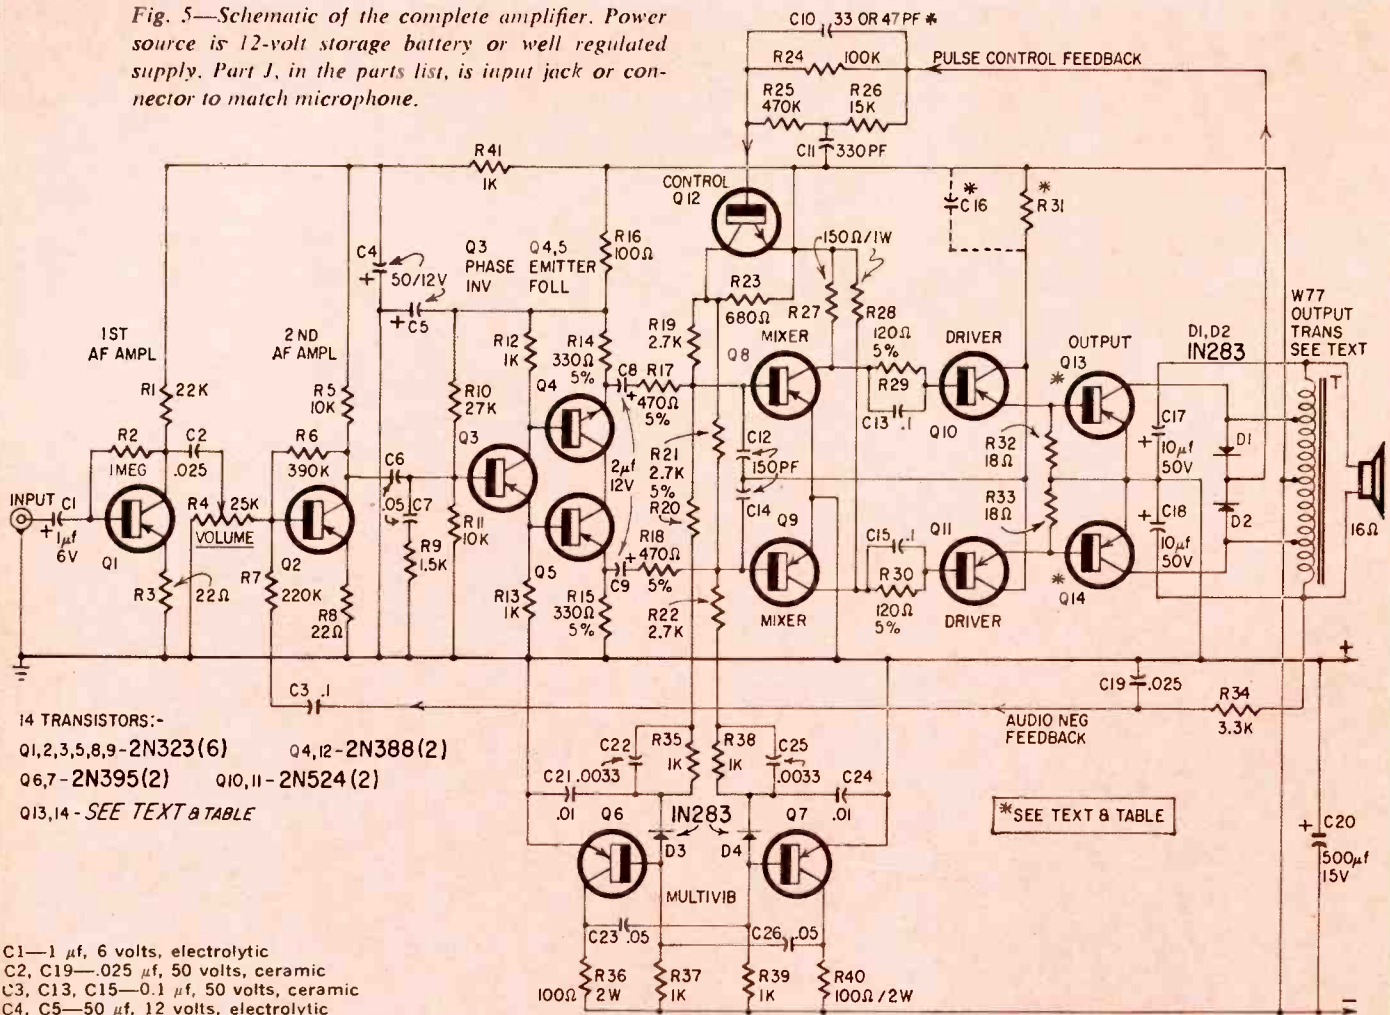 Fig. 5—Schematic of the complete amplifier. Power
source is 12-volt storage battery or well regulated
supply. Part J, in the parts list, is input jack or con-
nector to match microphone.
C10 33 OR 47 PF *
R24 100K
PULSE CONTROL FEEDBACK
R25
470K
R26
15K
C11 330 PF
R41
1K
CONTROL
Q12
*
C16
*
R31
R16
100Ω
150Ω/1W
C4
+
50/12V
+ C5
Q3
PHASE
INV
Q4,5
EMITTER
FOLL
R23
680Ω
R27
R28
W77
OUTPUT
TRANS
SEE TEXT
T
1ST
AF AMPL
2ND
AF AMPL
R12
1K
R14
330Ω
5%
R19
2.7K
MIXER
Q8
120Ω
5%
R29
DRIVER
OUTPUT
Q13
*
D1,D2
IN283
R1 22K
R5
10K
R10
27K
Q4
C8
+
R17
470Ω
5%
C13 .1
Q10
C17
+
10μf
50V
D1
R2
1MEG
C2
.025
R6
390K
Q3
2μf
12V
R21
2.7K
5%
R20
C12
150PF
C14
R32
18Ω
R33
18Ω
INPUT
C1
+
1μf
6V
Q1
R4 25K
VOLUME
Q2
C6
.05
C7
R11
10K
R9
1.5K
Q5
R18
470Ω
5%
+
C9
Q9
MIXER
C15 .1
R30
120Ω
5%
Q11
DRIVER
*
Q14
+
C18
10μf
50V
D2
16Ω
R3
22Ω
R7
220K
R8
22Ω
R13
1K
R15
330Ω
5%
R22
2.7K
+
C3 .1
C19 .025
R34
3.3K
AUDIO NEG
FEEDBACK
14 TRANSISTORS:-
Q1,2,3,5,8,9-2N323(6) Q4,12-2N388(2)
Q6,7-2N395(2) Q10,11-2N524(2)
Q13,14-SEE TEXT & TABLE
C22
.0033
R35
1K
R38
1K
C25
.0033
C21
.01
C24
.01
Q6
IN283
D3
D4
Q7
MULTIVIB
*SEE TEXT & TABLE
+ C20
500μf
15V
C23 .05
C26 .05
R36
100Ω 2W
R37
1K
R39
1K
R40
100Ω/2W
−
C1—1 μf, 6 volts, electrolytic
C2, C19—.025 μf, 50 volts, ceramic
C3, C13, C15—0.1 μf, 50 volts, ceramic
C4, C5—50 μf, 12 volts, electrolytic